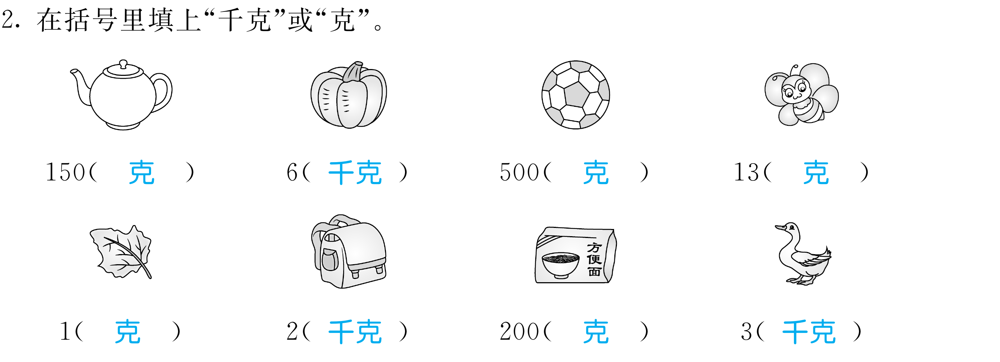 2. 在括号里填上“千克”或“克”。
150( 克 )
6( 千克 )
500( 克 )
13( 克 )
方便面
1( 克 )
2( 千克 )
200( 克 )
3( 千克 )